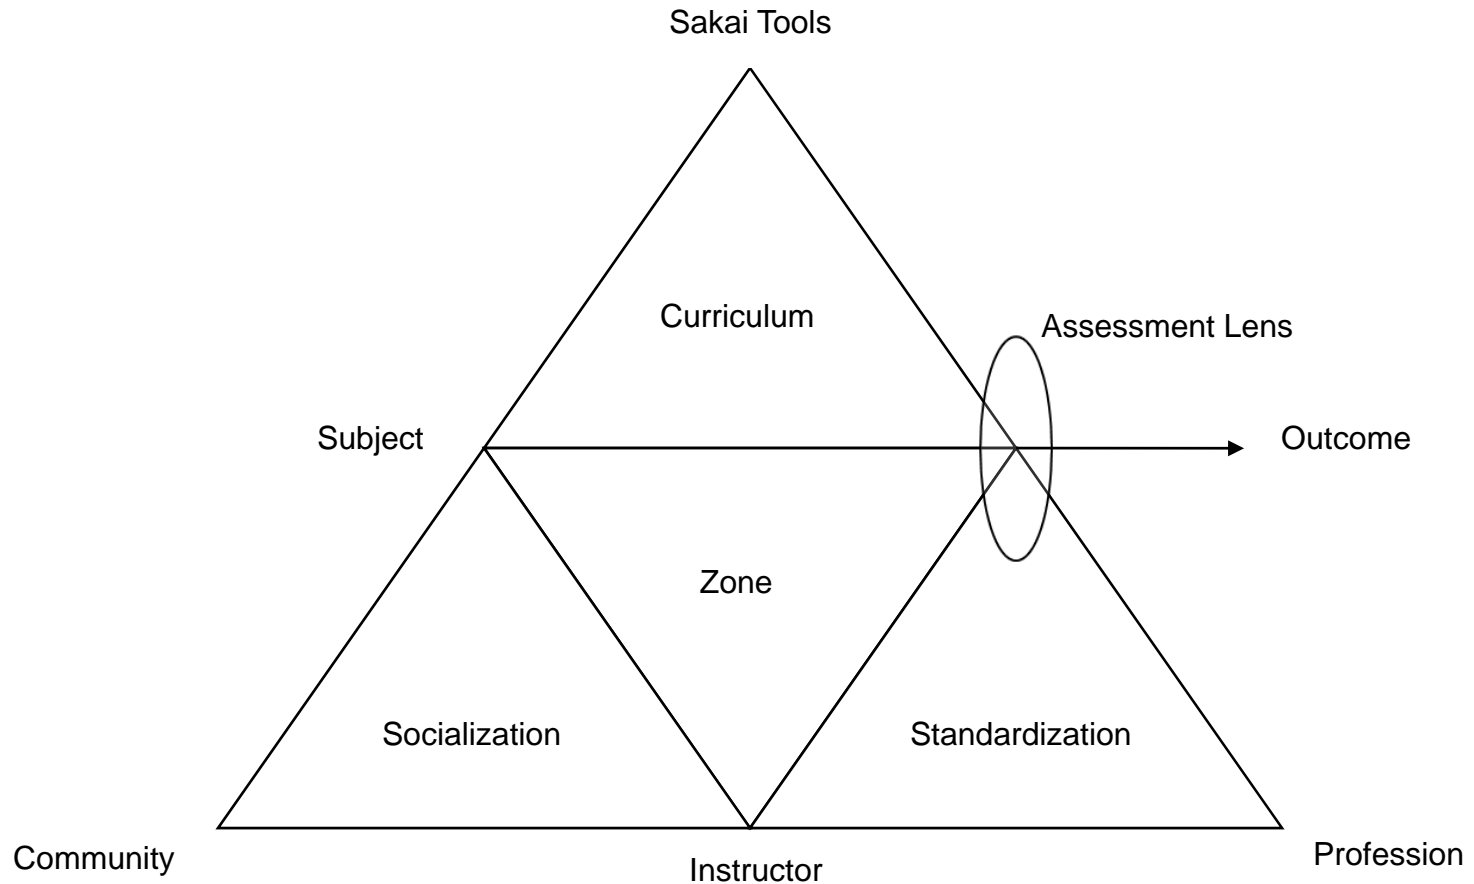 Sakai Tools
Curriculum
Assessment Lens
Subject
Outcome
Zone
Socialization
Standardization
Community
Instructor
Profession